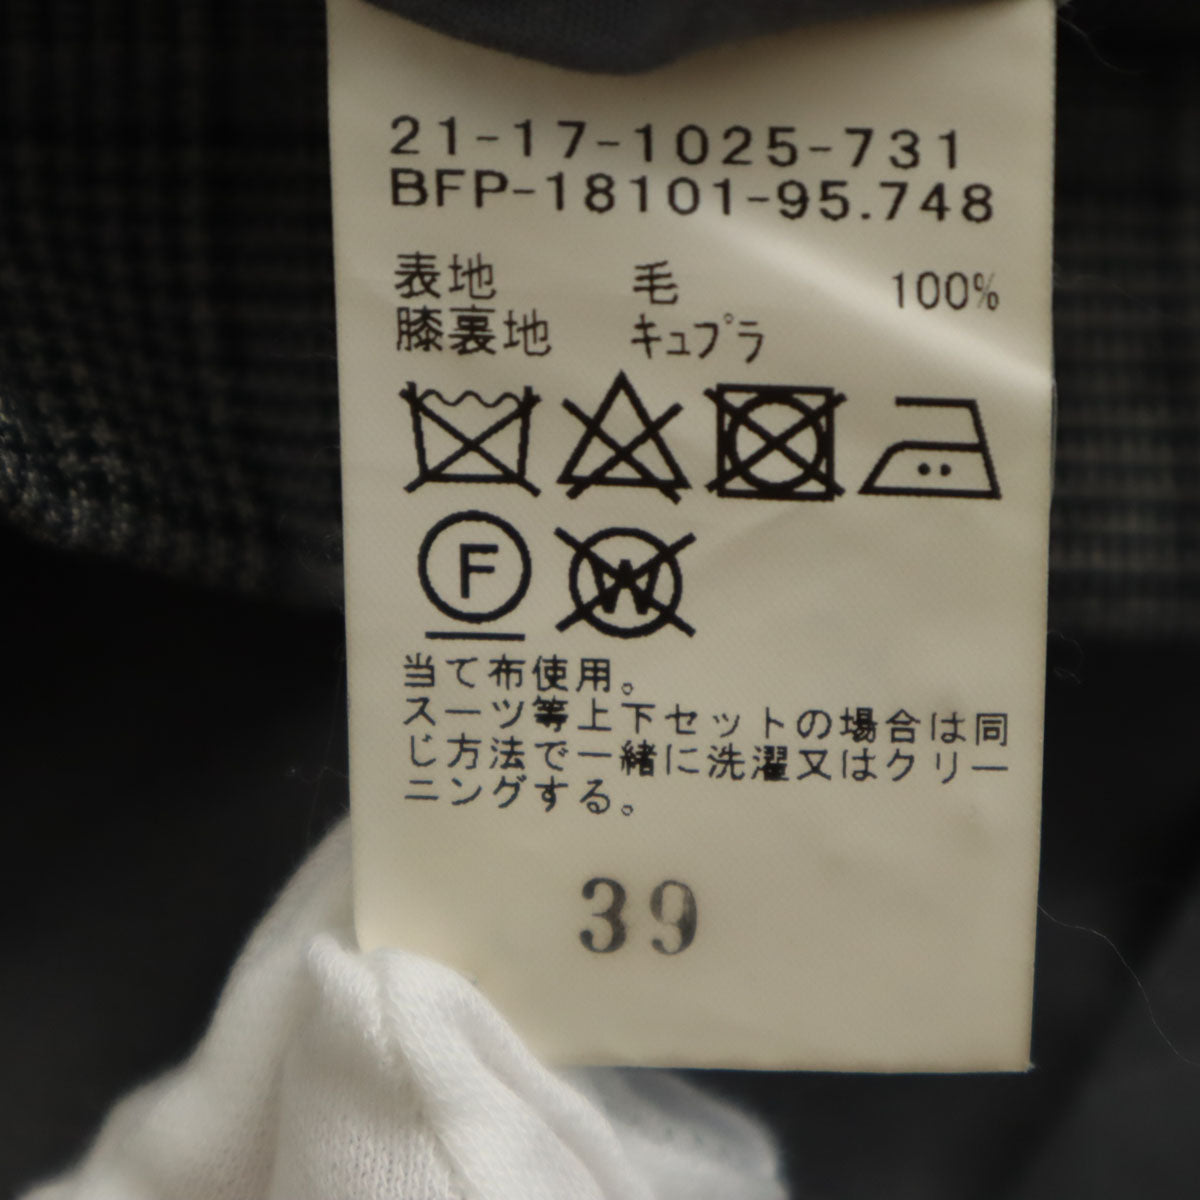 21-17-1025-731
BFP-18101-95.748
表地 毛 100%
膝裏地 キュプラ
F W
当て布使用。
スーツ等上下セットの場合は同
じ方法で一緒に洗濯又はクリー
ニングする。
39